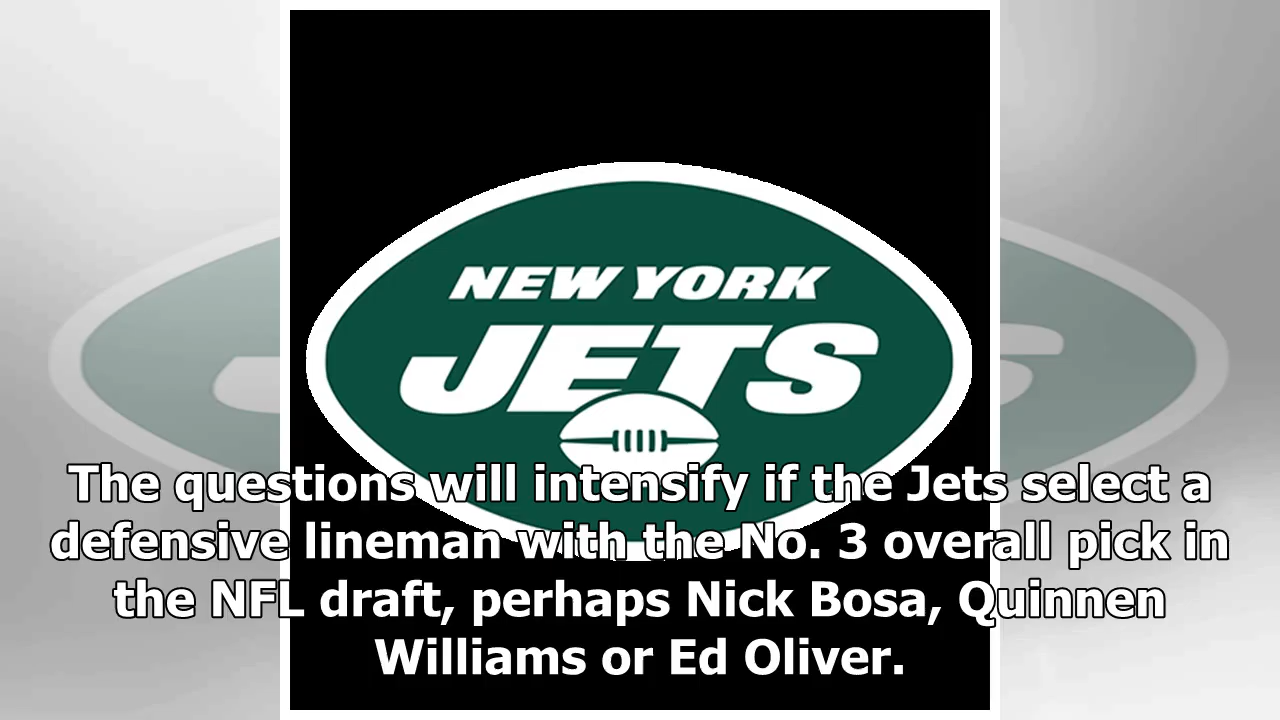 NEW YORK
JETS
The questions will intensify if the Jets select a
defensive lineman with the No. 3 overall pick in
the NFL draft, perhaps Nick Bosa, Quinnen
Williams or Ed Oliver.